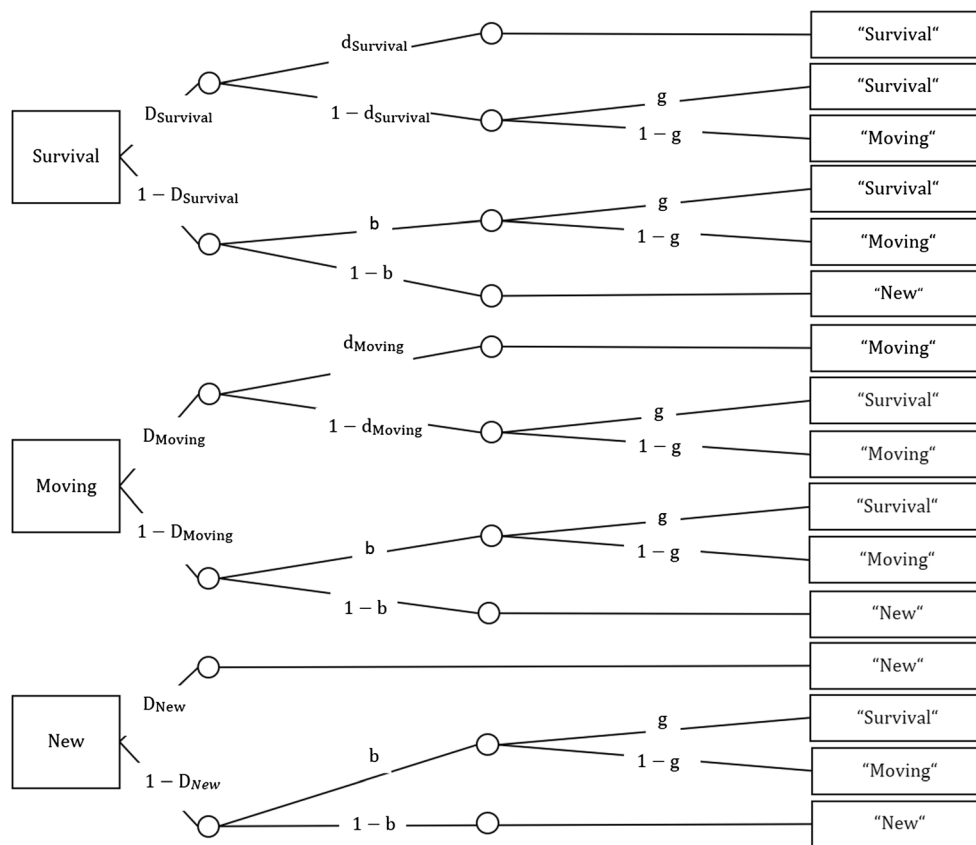 d_Survival
“Survival“
D_Survival
1 − d_Survival
g
“Survival“
1 − g
“Moving“
Survival
1 − D_Survival
b
g
“Survival“
1 − g
“Moving“
1 − b
“New“
d_Moving
“Moving“
D_Moving
1 − d_Moving
g
“Survival“
1 − g
“Moving“
Moving
1 − D_Moving
b
g
“Survival“
1 − g
“Moving“
1 − b
“New“
D_New
“New“
New
1 − D_New
b
g
“Survival“
1 − g
“Moving“
1 − b
“New“